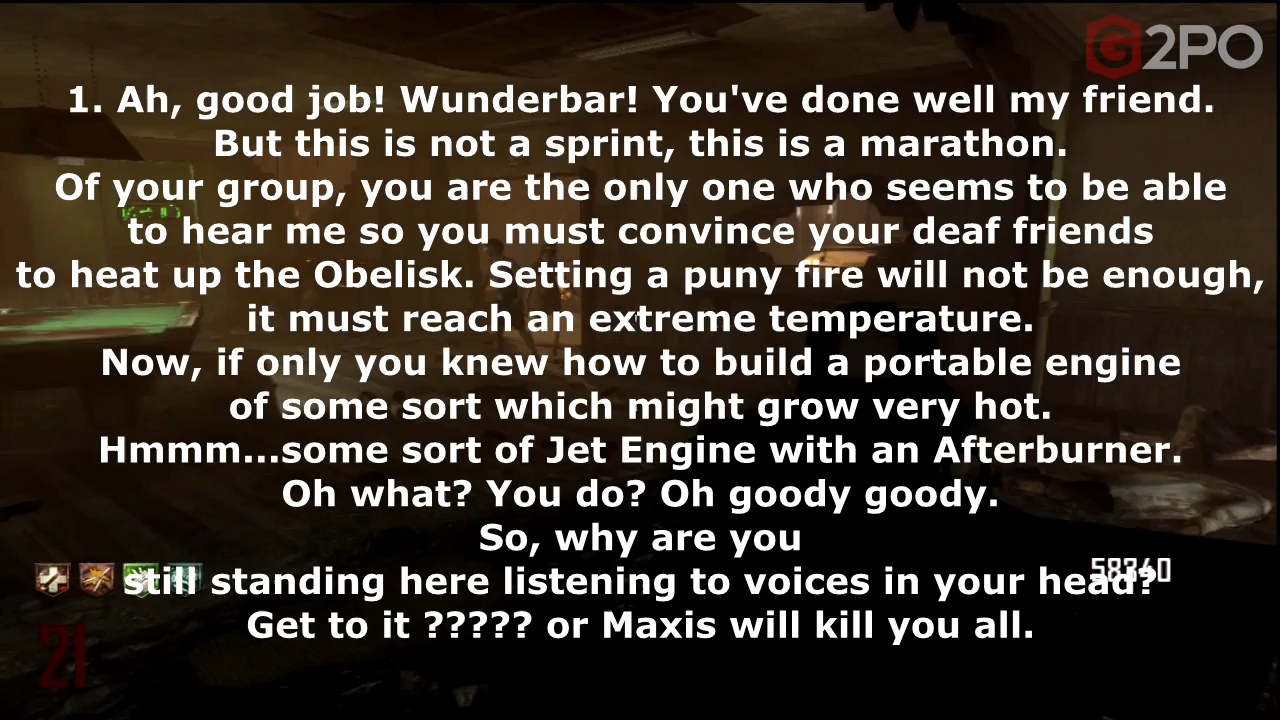 G2PO
1. Ah, good job! Wunderbar! You've done well my friend.
But this is not a sprint, this is a marathon.
Of your group, you are the only one who seems to be able
to hear me so you must convince your deaf friends
to heat up the Obelisk. Setting a puny fire will not be enough,
it must reach an extreme temperature.
Now, if only you knew how to build a portable engine
of some sort which might grow very hot.
Hmmm...some sort of Jet Engine with an Afterburner.
Oh what? You do? Oh goody goody.
So, why are you
still standing here listening to voices in your head?
Get to it ????? or Maxis will kill you all.
21